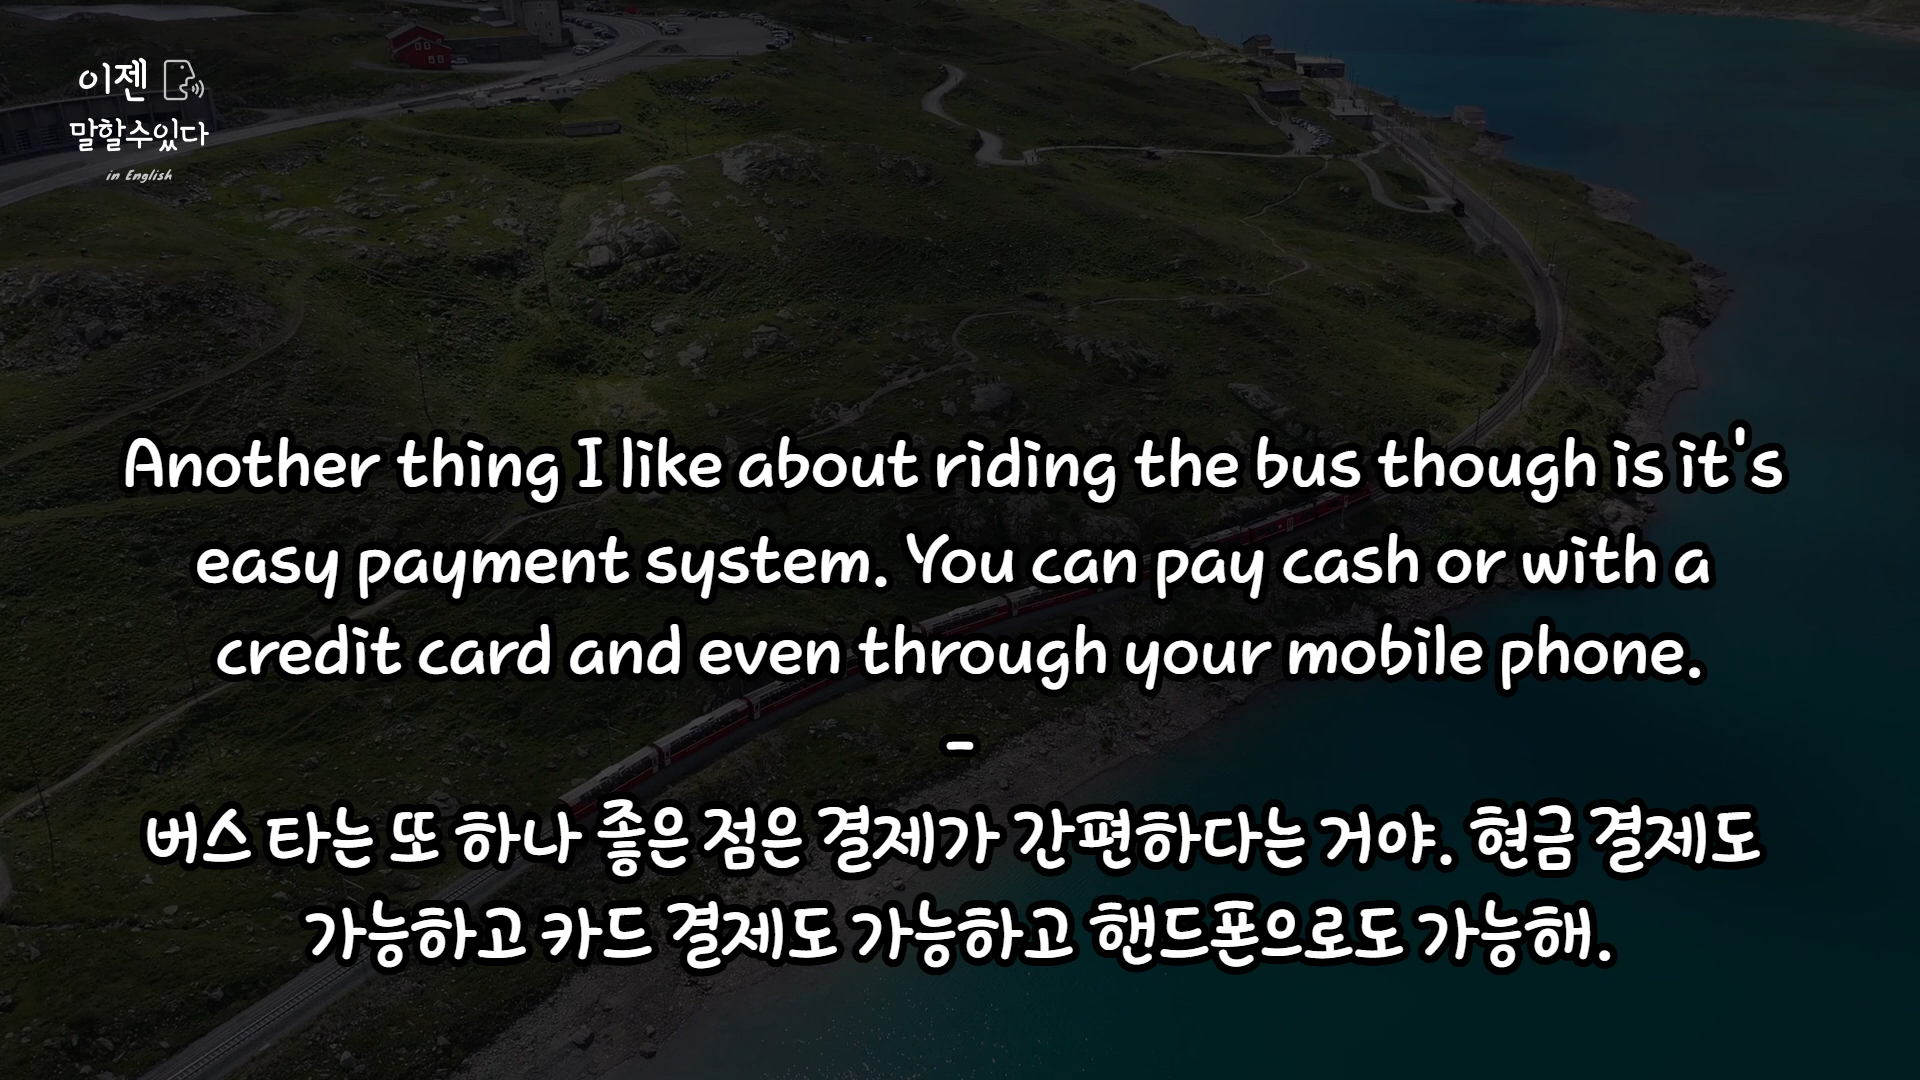 이젠
말할수있다
in English
Another thing I like about riding the bus though is it's
easy payment system. You can pay cash or with a
credit card and even through your mobile phone.
-
버스 타는 또 하나 좋은 점은 결제가 간편하다는 거야. 현금 결제도
가능하고 카드 결제도 가능하고 핸드폰으로도 가능해.